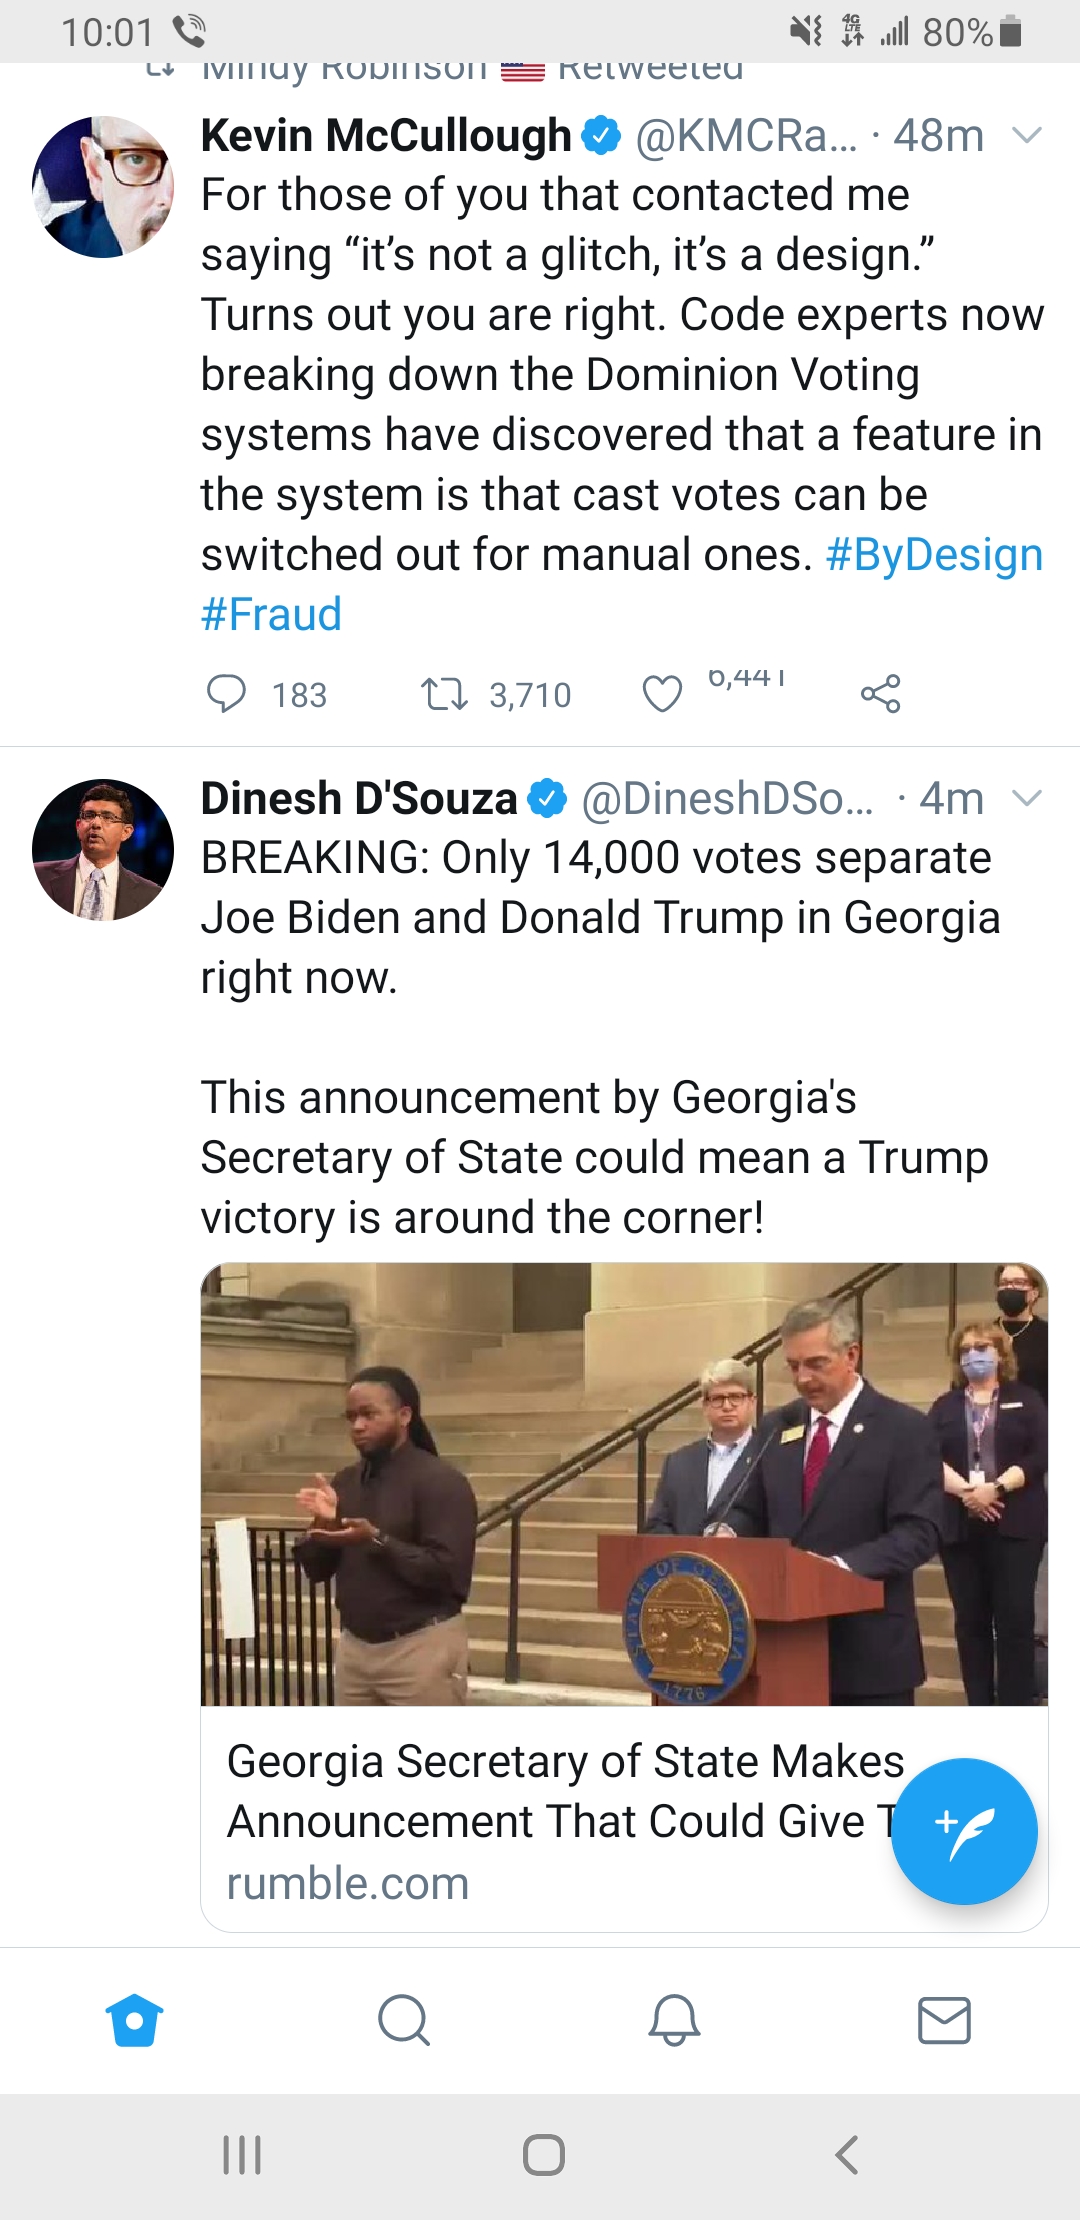 10:01
4G LTE 80%
Mindy Robinson Retweeted
Kevin McCullough @KMCRa... · 48m
For those of you that contacted me
saying “it’s not a glitch, it’s a design.”
Turns out you are right. Code experts now
breaking down the Dominion Voting
systems have discovered that a feature in
the system is that cast votes can be
switched out for manual ones. #ByDesign
#Fraud
183 3,710 6,441
Dinesh D'Souza @DineshDSo... · 4m
BREAKING: Only 14,000 votes separate
Joe Biden and Donald Trump in Georgia
right now.
This announcement by Georgia's
Secretary of State could mean a Trump
victory is around the corner!
STATE OF GEORGIA
1776
Georgia Secretary of State Makes
Announcement That Could Give T
rumble.com